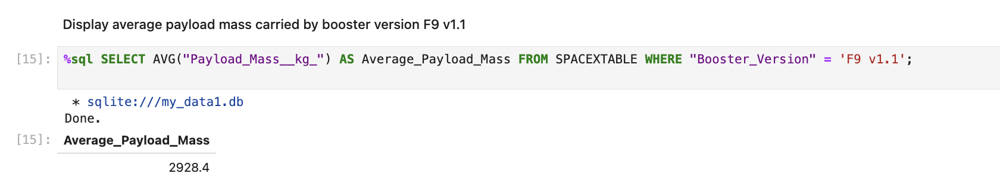 Display average payload mass carried by booster version F9 v1.1
[15]: %sql SELECT AVG("Payload_Mass__kg_") AS Average_Payload_Mass FROM SPACEXTABLE WHERE "Booster_Version" = 'F9 v1.1';
* sqlite:///my_data1.db
Done.
[15]: Average_Payload_Mass
2928.4